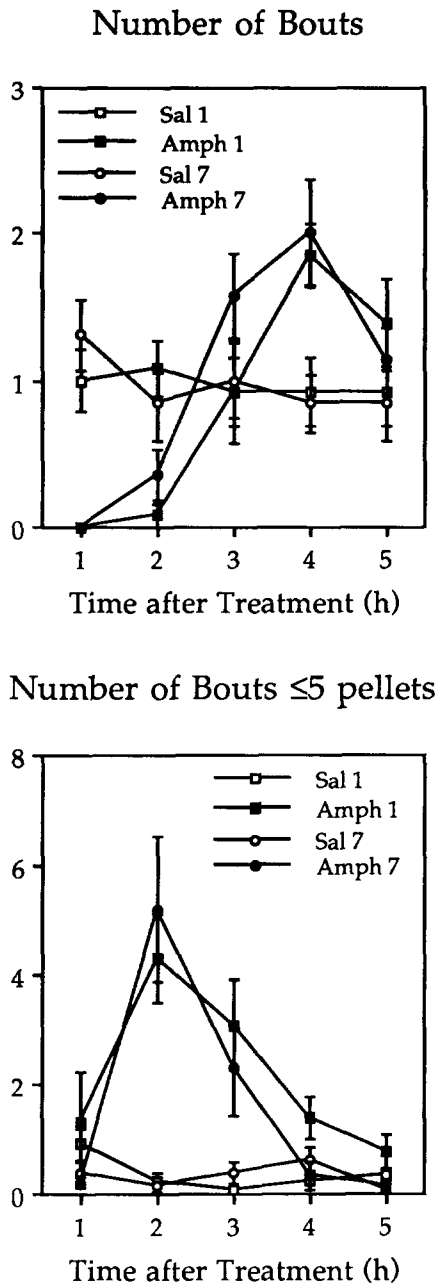 Number of Bouts
3
Sal 1
Amph 1
Sal 7
Amph 7
2
1
0
1 2 3 4 5
Time after Treatment (h)
Number of Bouts ≤5 pellets
8
Sal 1
Amph 1
Sal 7
Amph 7
6
4
2
0
1 2 3 4 5
Time after Treatment (h)